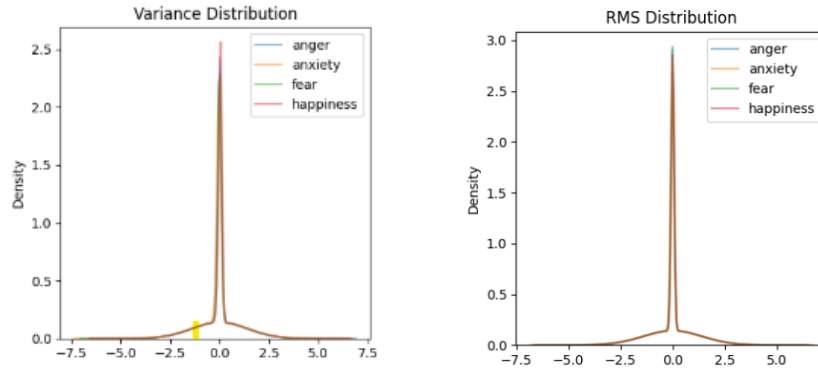 Variance Distribution
2.5
2.0
1.5
1.0
0.5
0.0
Density
anger
anxiety
fear
happiness
-7.5 -5.0 -2.5 0.0 2.5 5.0 7.5
RMS Distribution
3.0
2.5
2.0
1.5
1.0
0.5
0.0
Density
anger
anxiety
fear
happiness
-7.5 -5.0 -2.5 0.0 2.5 5.0